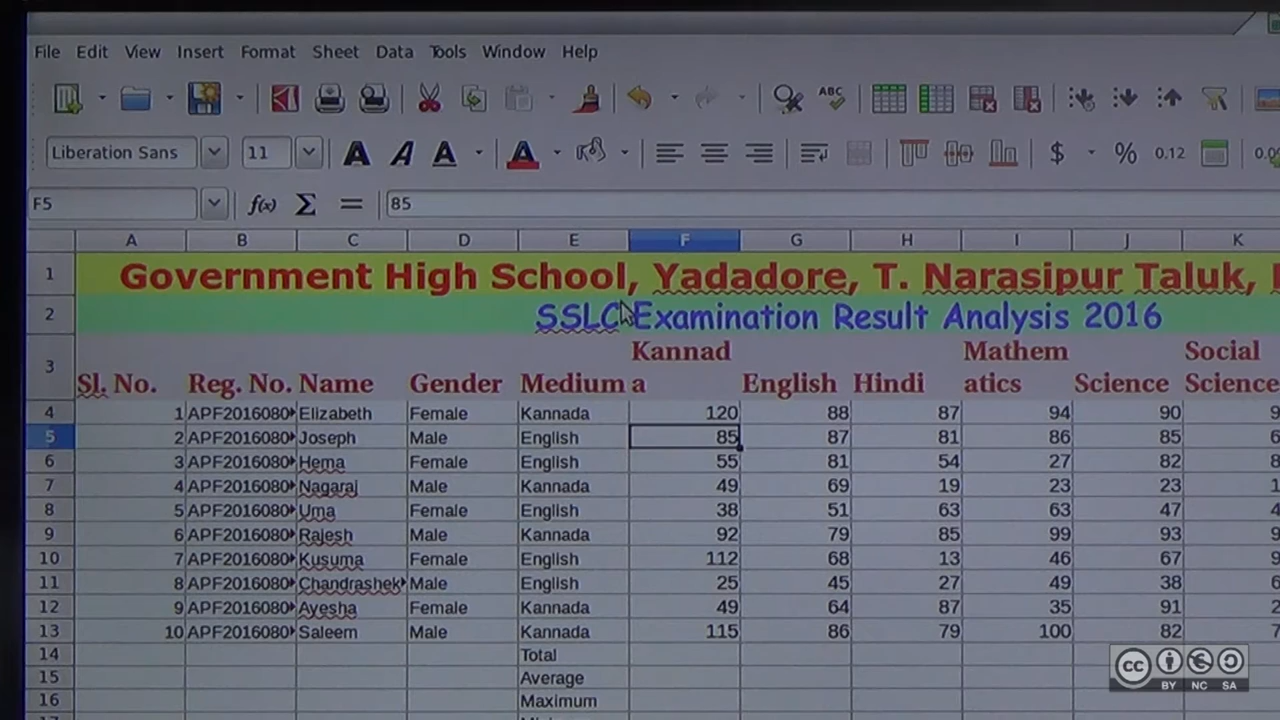 File Edit View Insert Format Sheet Data Tools Window Help
ABC
Liberation Sans 11 $ % 0.12
F5 f(x) Σ = 85
A B C D E F G H I J K
1 Government High School, Yadadore, T. Narasipur Taluk,
2 SSLC Examination Result Analysis 2016
3 Sl. No. Reg. No. Name Gender Medium Kannada English Hindi Mathematics Science Social Science
4 1 APF2016080 Elizabeth Female Kannada 120 88 87 94 90
5 2 APF2016080 Joseph Male English 85 87 81 86 85
6 3 APF2016080 Hema Female English 55 81 54 27 82
7 4 APF2016080 Nagaraj Male Kannada 49 69 19 23 23
8 5 APF2016080 Uma Female English 38 51 63 63 47
9 6 APF2016080 Rajesh Male Kannada 92 79 85 99 93
10 7 APF2016080 Kusuma Female English 112 68 13 46 67
11 8 APF2016080 Chandrashek Male English 25 45 27 49 38
12 9 APF2016080 Ayesha Female Kannada 49 64 87 35 91
13 10 APF2016080 Saleem Male Kannada 115 86 79 100 82
14 Total
15 Average
16 Maximum
cc BY NC SA